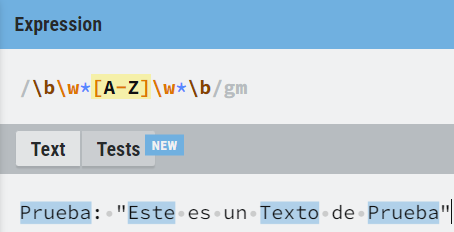 Expression
/\b\w*[A-Z]\w*\b/gm
Text Tests NEW
Prueba: "Este es un Texto de Prueba"